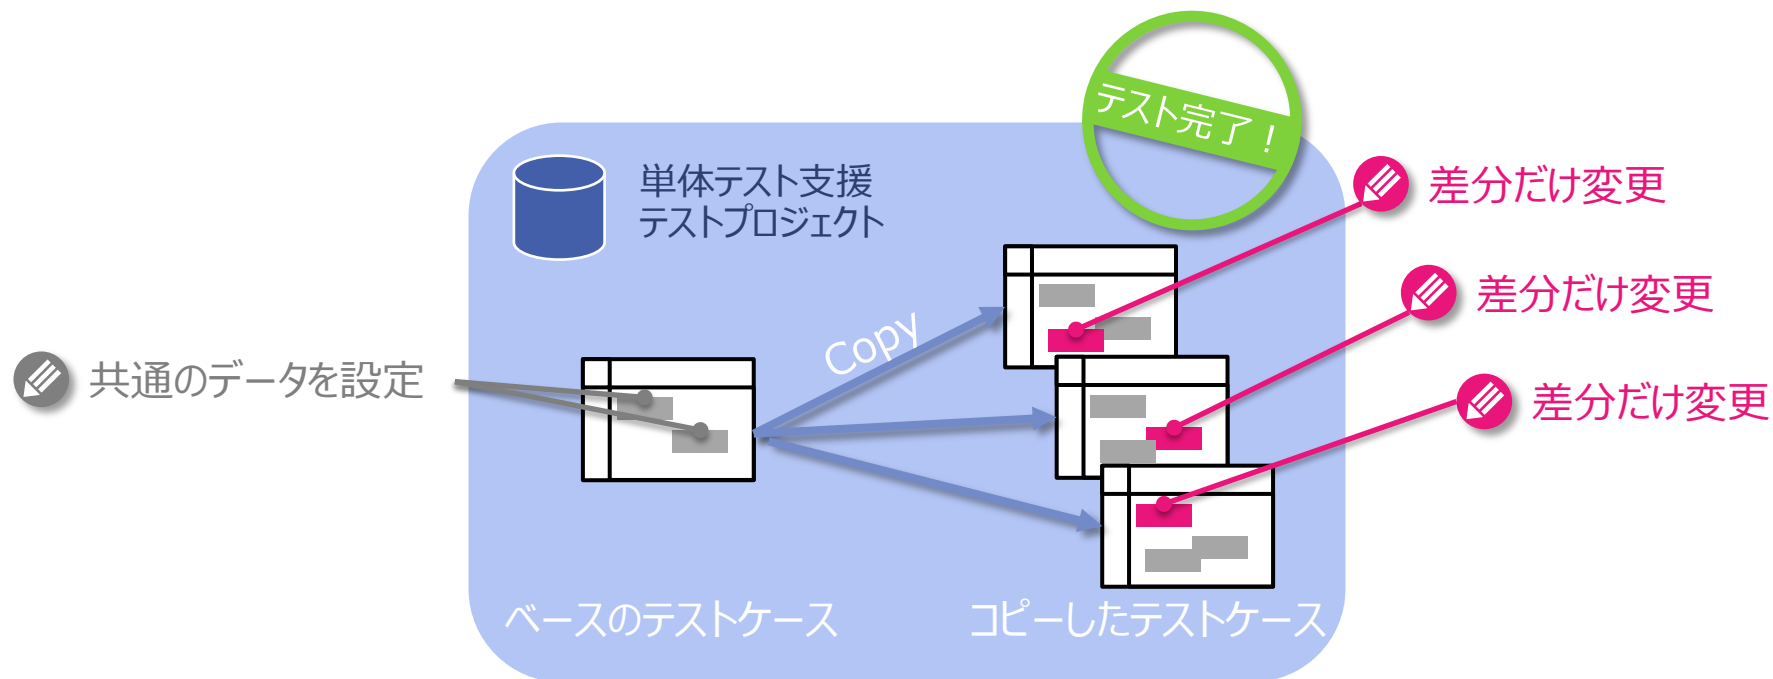 テスト完了！
単体テスト支援
テストプロジェクト
差分だけ変更
差分だけ変更
Copy
共通のデータを設定
差分だけ変更
ベースのテストケース
コピーしたテストケース